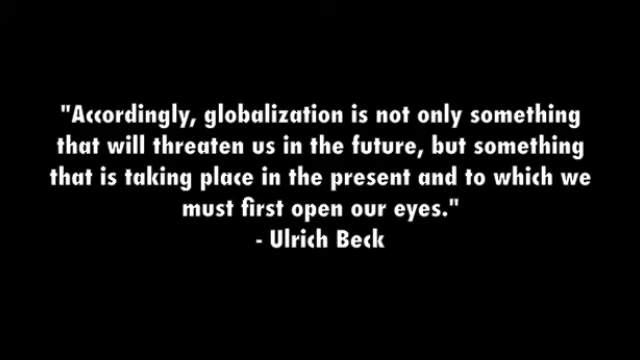 "Accordingly, globalization is not only something
that will threaten us in the future, but something
that is taking place in the present and to which we
must first open our eyes."
- Ulrich Beck